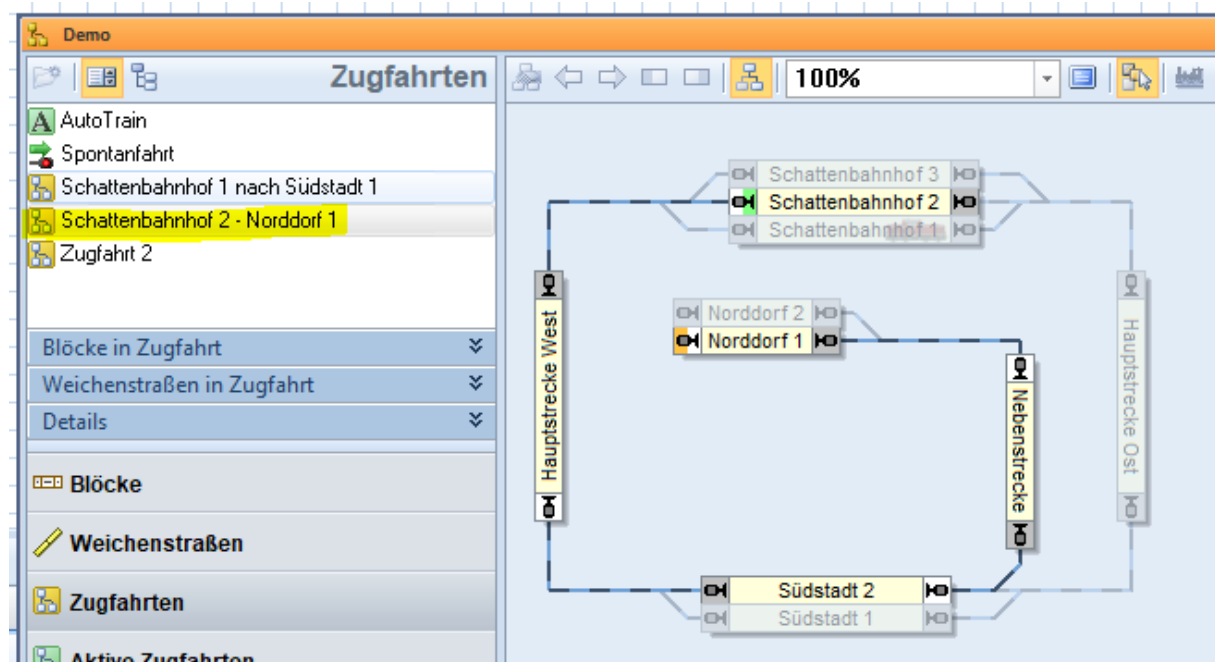 Demo
Zugfahrten
100%
AutoTrain
Spontanfahrt
Schattenbahnhof 1 nach Südstadt 1
Schattenbahnhof 2 - Norddorf 1
Zugfahrt 2
Blöcke in Zugfahrt
Weichenstraßen in Zugfahrt
Details
Blöcke
Weichenstraßen
Zugfahrten
Aktive Zugfahrten
Schattenbahnhof 3
Schattenbahnhof 2
Schattenbahnhof 1
Norddorf 2
Norddorf 1
Hauptstrecke West
Nebenstrecke
Hauptstrecke Ost
Südstadt 2
Südstadt 1